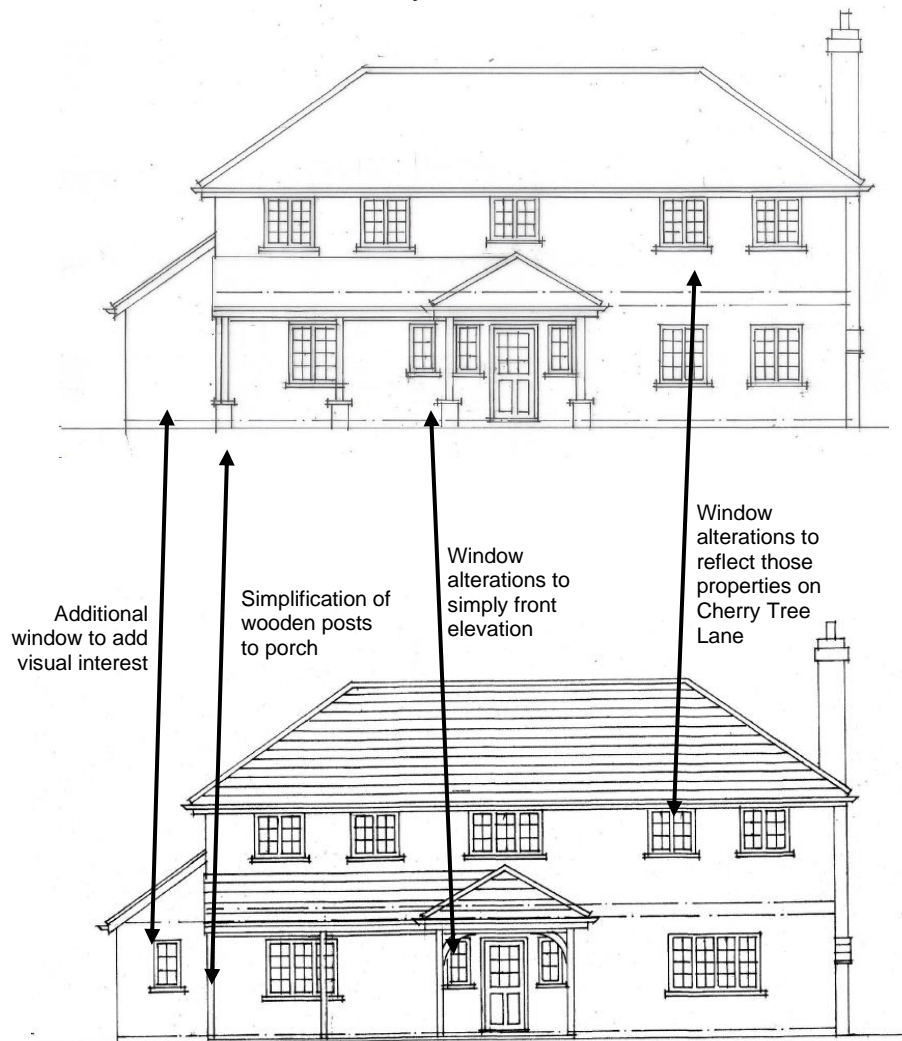 Additional
window to add
visual interest
Simplification of
wooden posts
to porch
Window
alterations to
simply front
elevation
Window
alterations to
reflect those
properties on
Cherry Tree
Lane